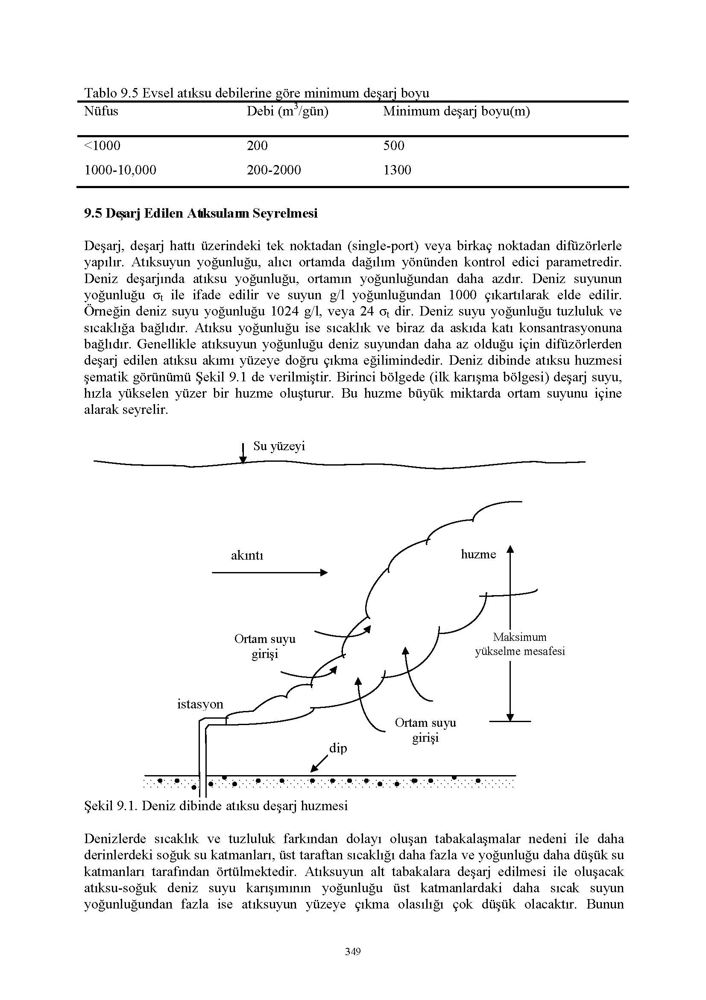 Tablo 9.5 Evsel atıksu debilerine göre minimum deşarj boyu
Nüfus Debi (m³/gün) Minimum deşarj boyu(m)
<1000 200 500
1000-10,000 200-2000 1300
9.5 Deşarj Edilen Atıksuların Seyrelmesi
Deşarj, deşarj hattı üzerindeki tek noktadan (single-port) veya birkaç noktadan difüzörlerle
yapılır. Atıksuyun yoğunluğu, alıcı ortamda dağılım yönünden kontrol edici parametredir.
Deniz deşarjında atıksu yoğunluğu, ortamın yoğunluğundan daha azdır. Deniz suyunun
yoğunluğu σt ile ifade edilir ve suyun g/l yoğunluğundan 1000 çıkartılarak elde edilir.
Örneğin deniz suyu yoğunluğu 1024 g/l, veya 24 σt dir. Deniz suyu yoğunluğu tuzluluk ve
sıcaklığa bağlıdır. Atıksu yoğunluğu ise sıcaklık ve biraz da askıda katı konsantrasyonuna
bağlıdır. Genellikle atıksuyun yoğunluğu deniz suyundan daha az olduğu için difüzörlerden
deşarj edilen atıksu akımı yüzeye doğru çıkma eğilimindedir. Deniz dibinde atıksu huzmesi
şematik görünümü Şekil 9.1 de verilmiştir. Birinci bölgede (ilk karışma bölgesi) deşarj suyu,
hızla yükselen yüzer bir huzme oluşturur. Bu huzme büyük miktarda ortam suyunu içine
alarak seyrelir.
Su yüzeyi
akıntı
huzme
Ortam suyu
girişi
Maksimum
yükselme mesafesi
istasyon
Ortam suyu
girişi
dip
Şekil 9.1. Deniz dibinde atıksu deşarj huzmesi
Denizlerde sıcaklık ve tuzluluk farkından dolayı oluşan tabakalaşmalar nedeni ile daha
derinlerdeki soğuk su katmanları, üst taraftan sıcaklığı daha fazla ve yoğunluğu daha düşük su
katmanları tarafından örtülmektedir. Atıksuyun alt tabakalara deşarj edilmesi ile oluşacak
atıksu-soğuk deniz suyu karışımının yoğunluğu üst katmanlardaki daha sıcak suyun
yoğunluğundan fazla ise atıksuyun yüzeye çıkma olasılığı çok düşük olacaktır. Bunun
349